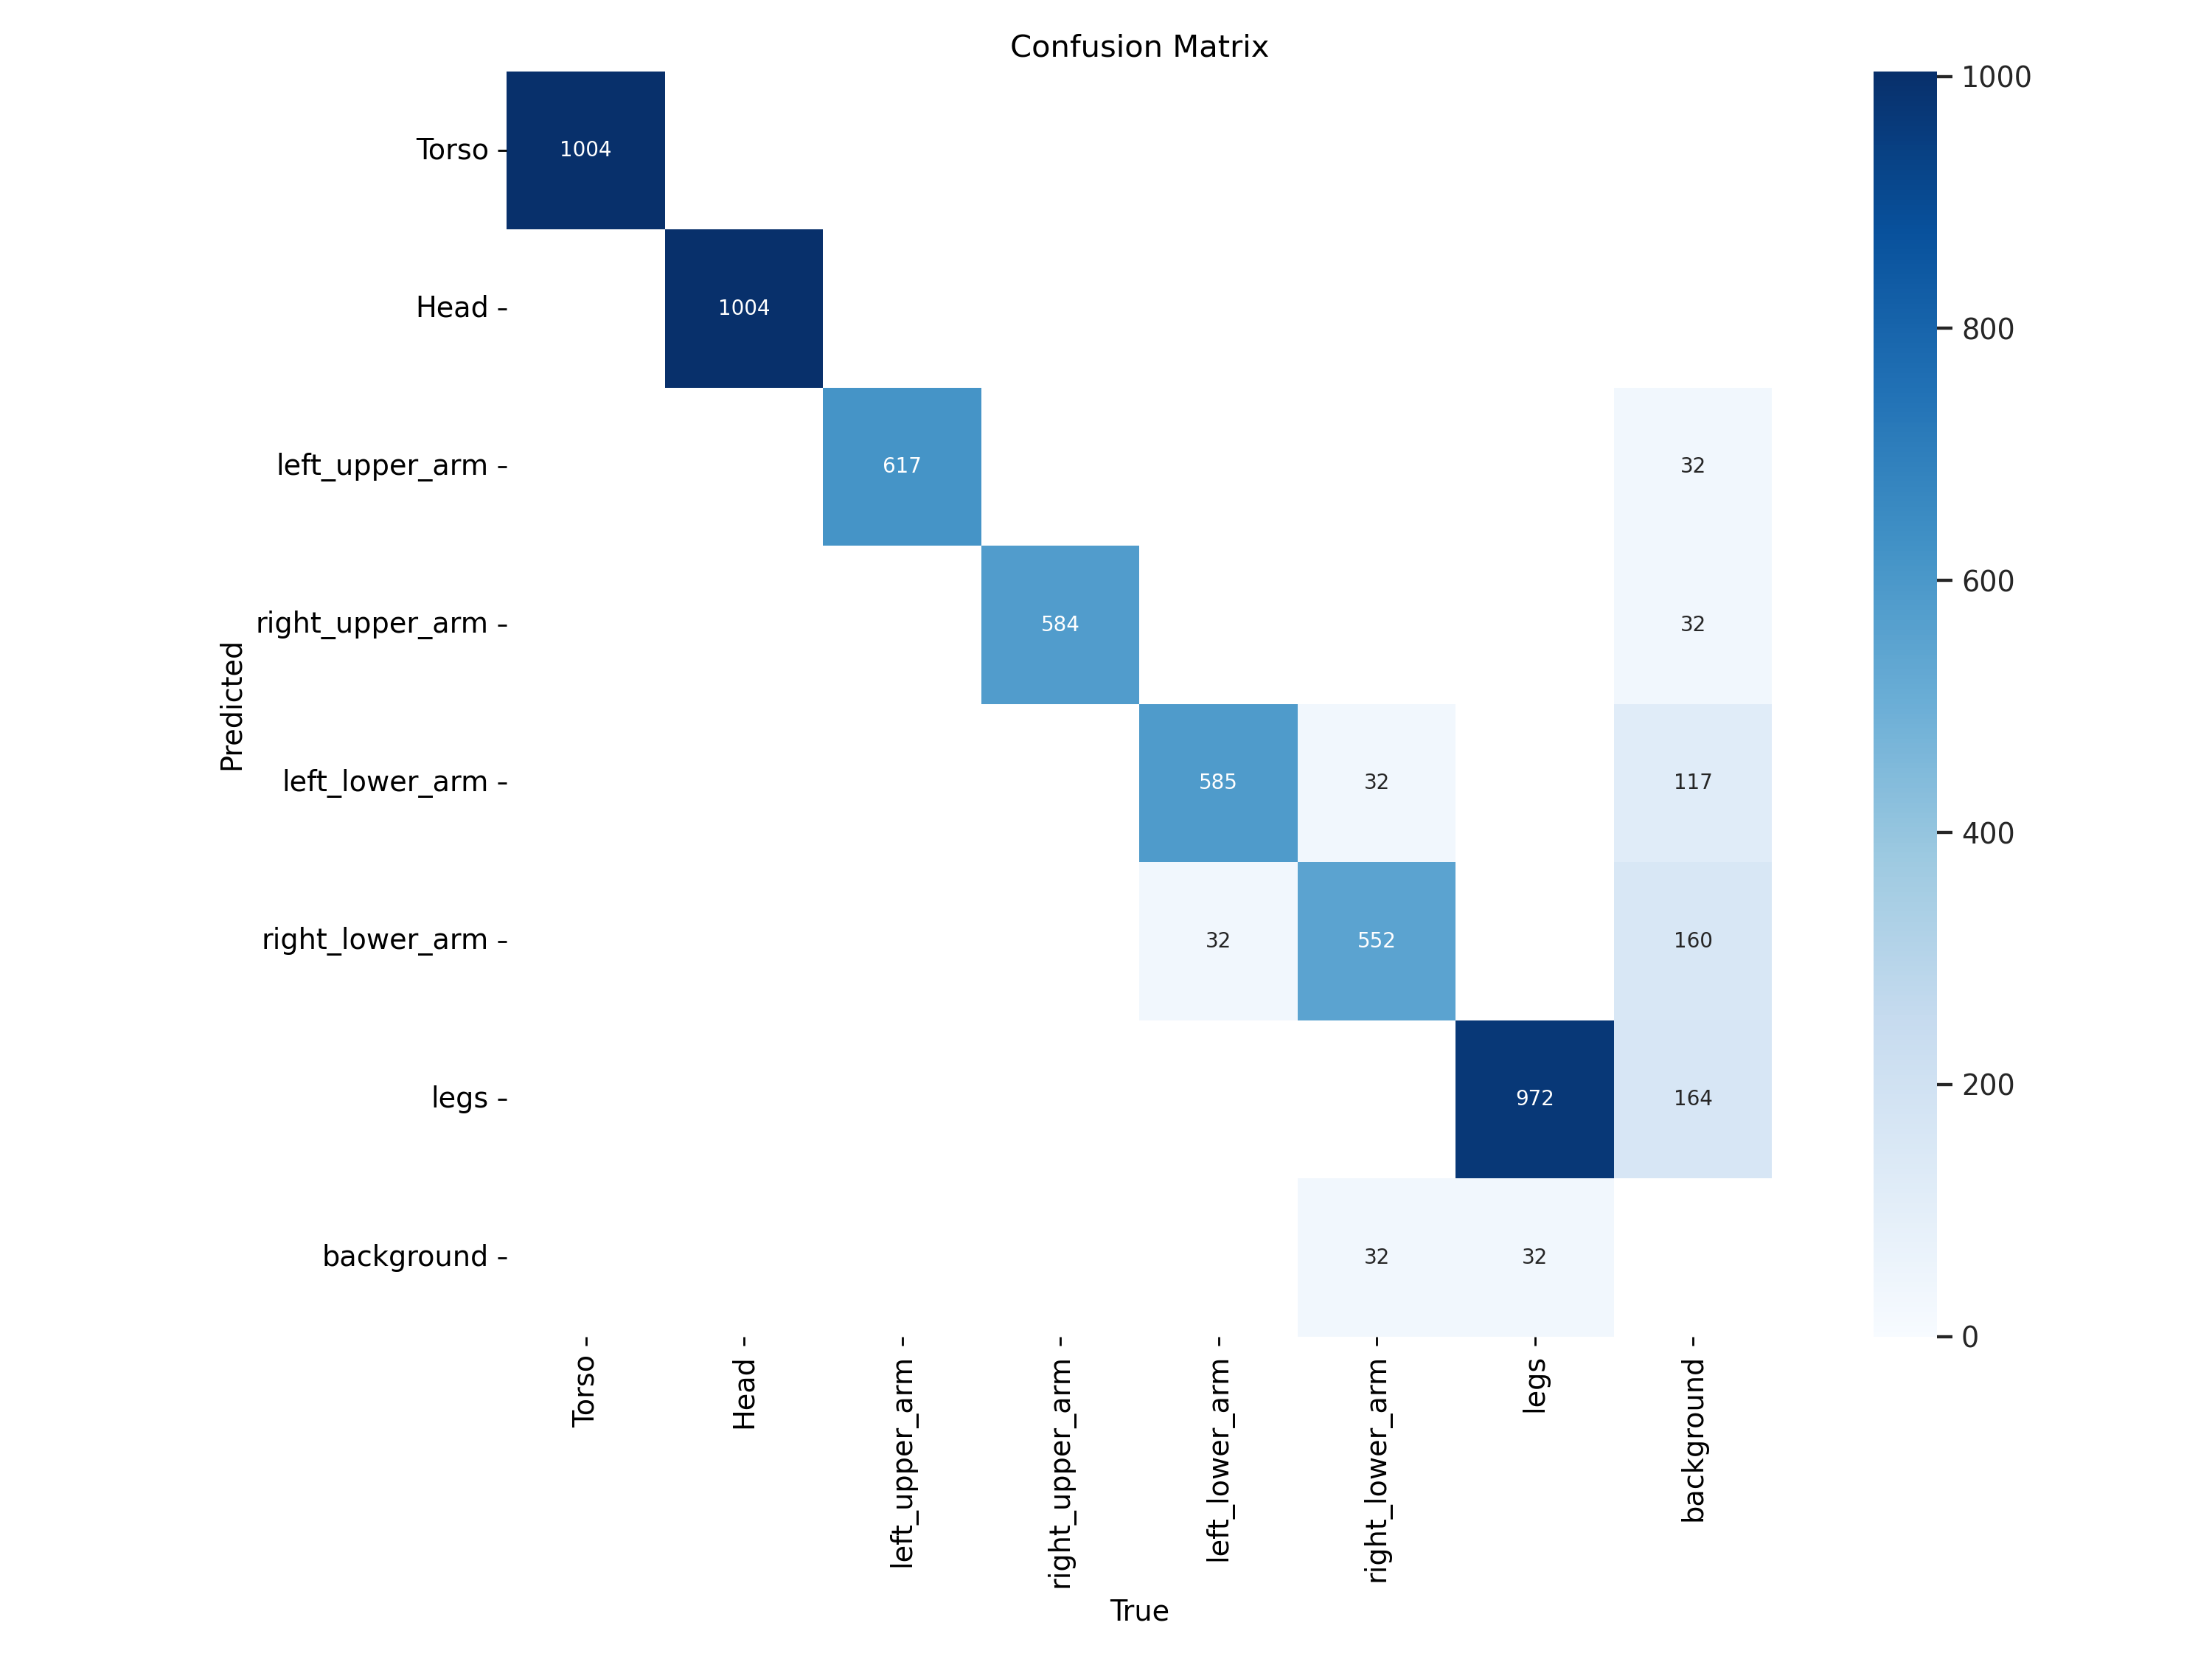 Confusion Matrix
Torso
1004
Head
1004
left_upper_arm
617
32
right_upper_arm
584
32
left_lower_arm
585
32
117
right_lower_arm
32
552
160
legs
972
164
background
32
32
Predicted
Torso
Head
left_upper_arm
right_upper_arm
left_lower_arm
right_lower_arm
legs
background
True
1000
800
600
400
200
0